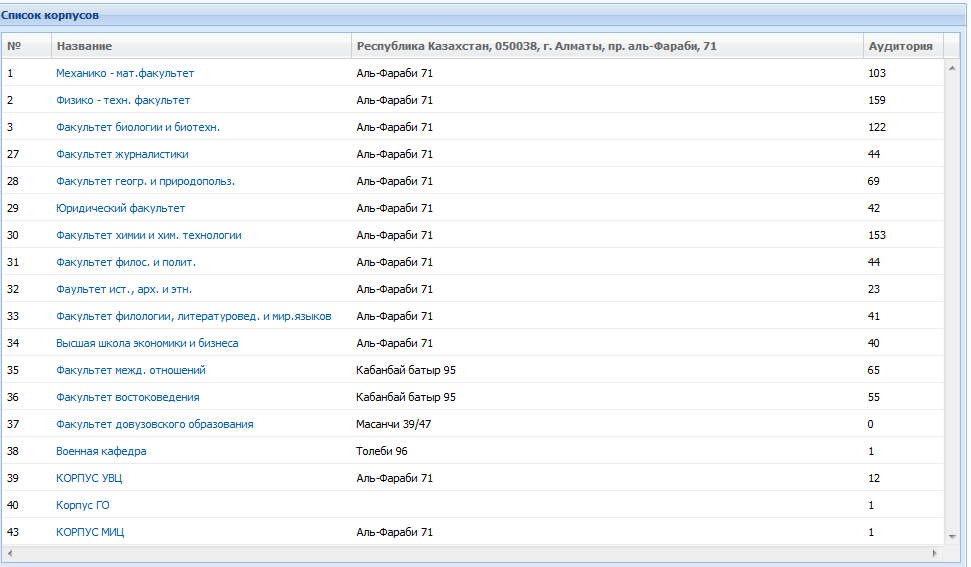 Список корпусов
№ Название Республика Казахстан, 050038, г. Алматы, пр. аль-Фараби, 71 Аудитория
1 Механико - мат.факультет Аль-Фараби 71 103
2 Физико - техн. факультет Аль-Фараби 71 159
3 Факультет биологии и биотехн. Аль-Фараби 71 122
27 Факультет журналистики Аль-Фараби 71 44
28 Факультет геогр. и природопольз. Аль-Фараби 71 69
29 Юридический факультет Аль-Фараби 71 42
30 Факультет химии и хим. технологии Аль-Фараби 71 153
31 Факультет филос. и полит. Аль-Фараби 71 44
32 Фаультет ист., арх. и этн. Аль-Фараби 71 23
33 Факультет филологии, литературовед. и мир.языков Аль-Фараби 71 41
34 Высшая школа экономики и бизнеса Аль-Фараби 71 40
35 Факультет межд. отношений Кабанбай батыр 95 65
36 Факультет востоковедения Кабанбай батыр 95 55
37 Факультет довузовского образования Масанчи 39/47 0
38 Военная кафедра Толеби 96 1
39 КОРПУС УВЦ Аль-Фараби 71 12
40 Корпус ГО 1
43 КОРПУС МИЦ Аль-Фараби 71 1